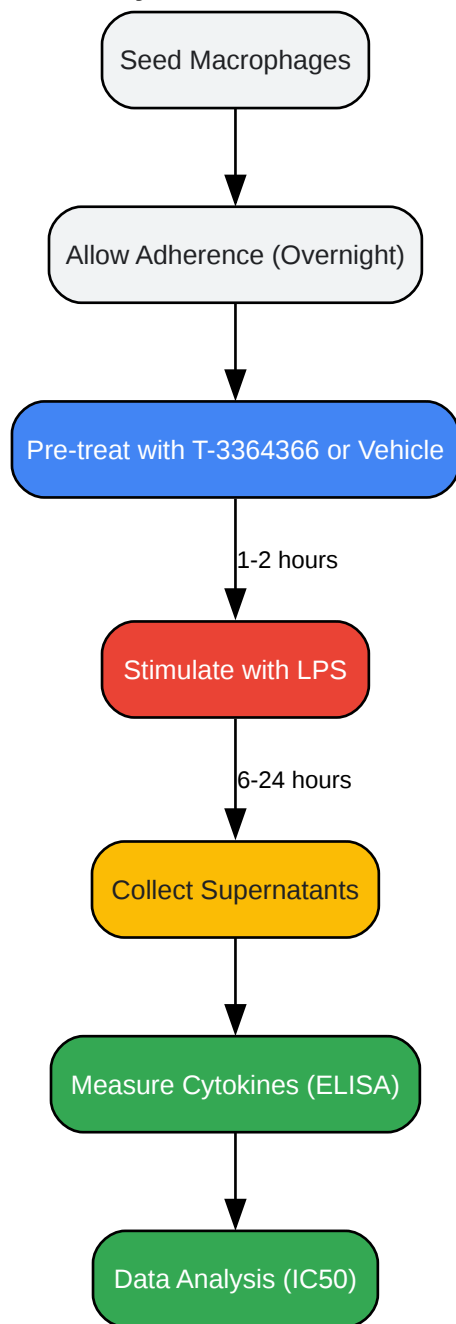 Seed Macrophages
Allow Adherence (Overnight)
Pre-treat with T-3364366 or Vehicle
1-2 hours
Stimulate with LPS
6-24 hours
Collect Supernatants
Measure Cytokines (ELISA)
Data Analysis (IC50)